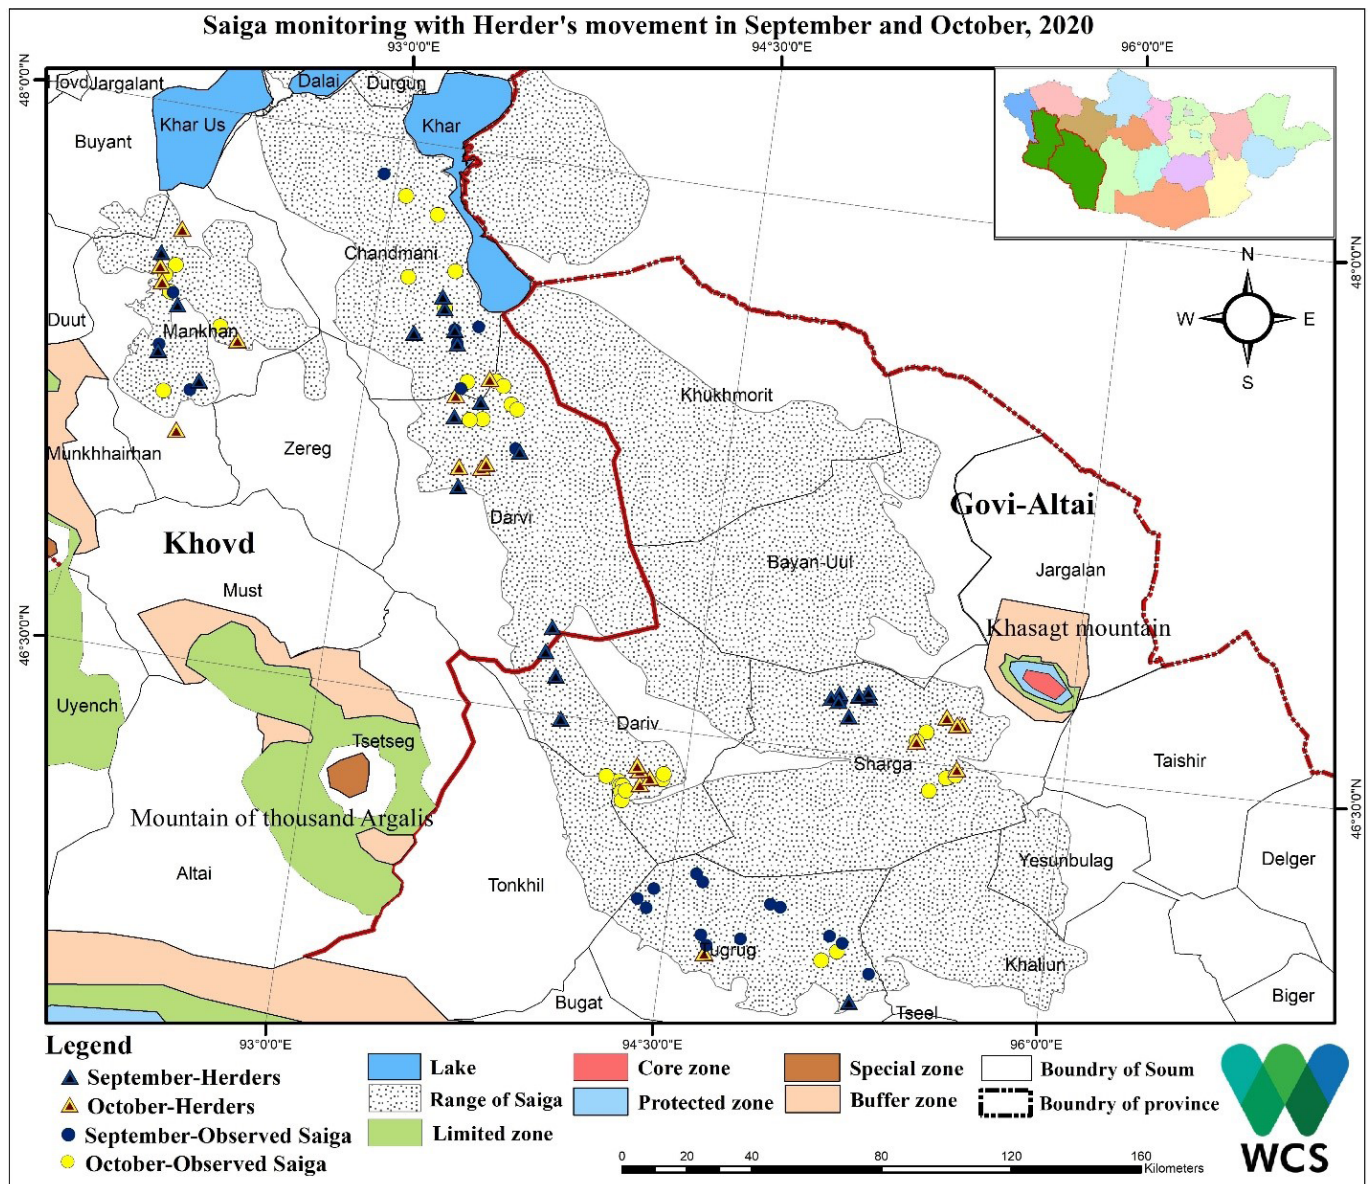 Saiga monitoring with Herder's movement in September and October, 2020
93°0'0"E
94°30'0"E
96°0'0"E
48°0'0"N
Hovd
Jargalant
Dalai
Durgun
Khar Us
Khar
Buyant
Chandmani
N
W
E
S
48°0'0"N
Duut
Mankhan
Khukhmorit
Munkhhairhan
Zereg
Govi-Altai
Darvi
Khovd
Bayan-Uul
Jargalan
Must
Khasagt mountain
46°30'0"N
Uyench
Tsetseg
Dariv
Sharga
Taishir
Mountain of thousand Argalis
46°30'0"N
Altai
Tonkhil
Yesunbulag
Delger
Tugrug
Khaliun
Bugat
Tseel
Biger
93°0'0"E
94°30'0"E
96°0'0"E
Legend
September-Herders
October-Herders
September-Observed Saiga
October-Observed Saiga
Lake
Range of Saiga
Limited zone
Core zone
Protected zone
Special zone
Buffer zone
Boundry of Soum
Boundry of province
0 20 40 80 120 160
Kilometers
WCS